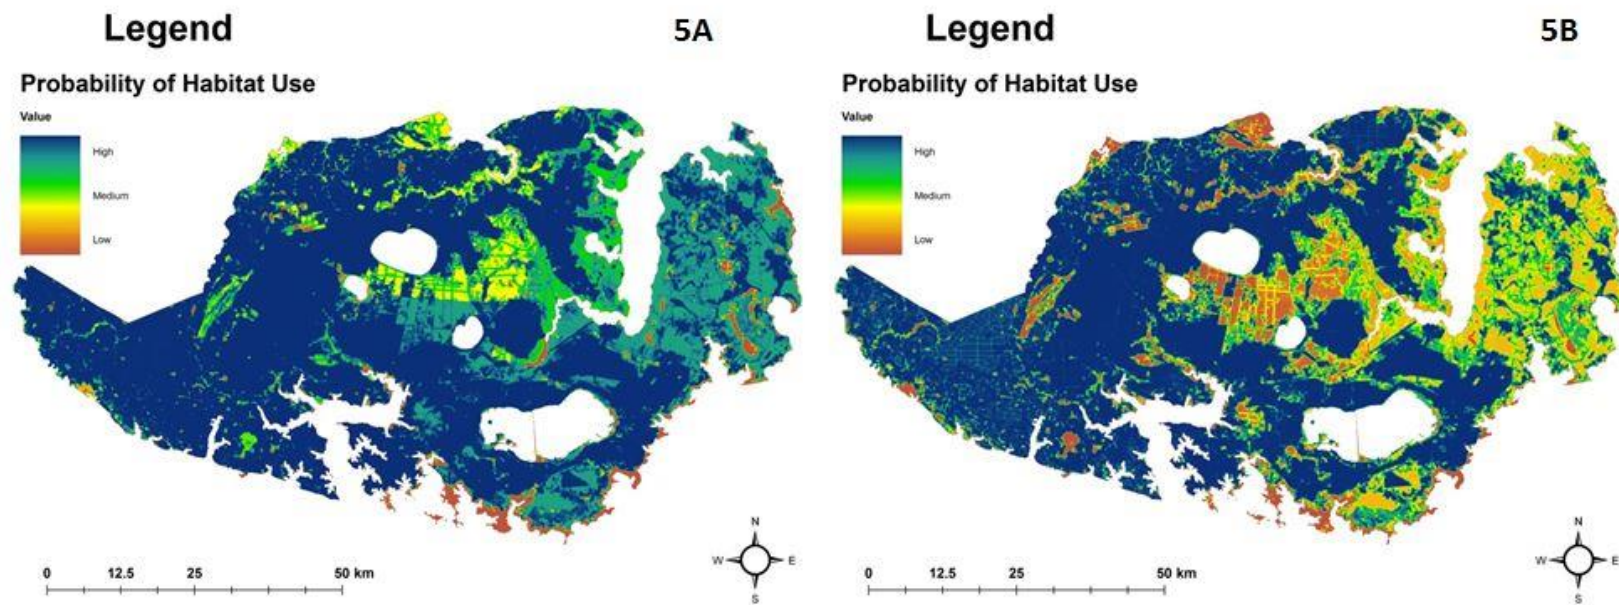 Legend
5A
Probability of Habitat Use
Value
High
Medium
Low
N
W
E
S
0 12.5 25 50 km
Legend
5B
Probability of Habitat Use
Value
High
Medium
Low
N
W
E
S
0 12.5 25 50 km